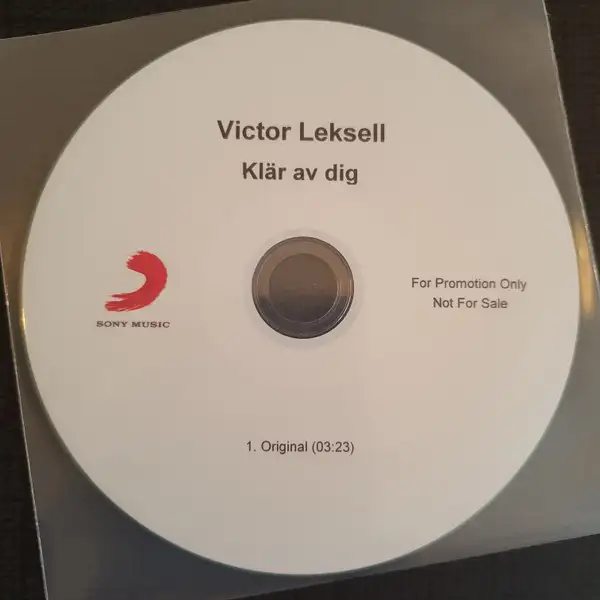 Victor Leksell
Klär av dig
SONY MUSIC
For Promotion Only
Not For Sale
1. Original (03:23)